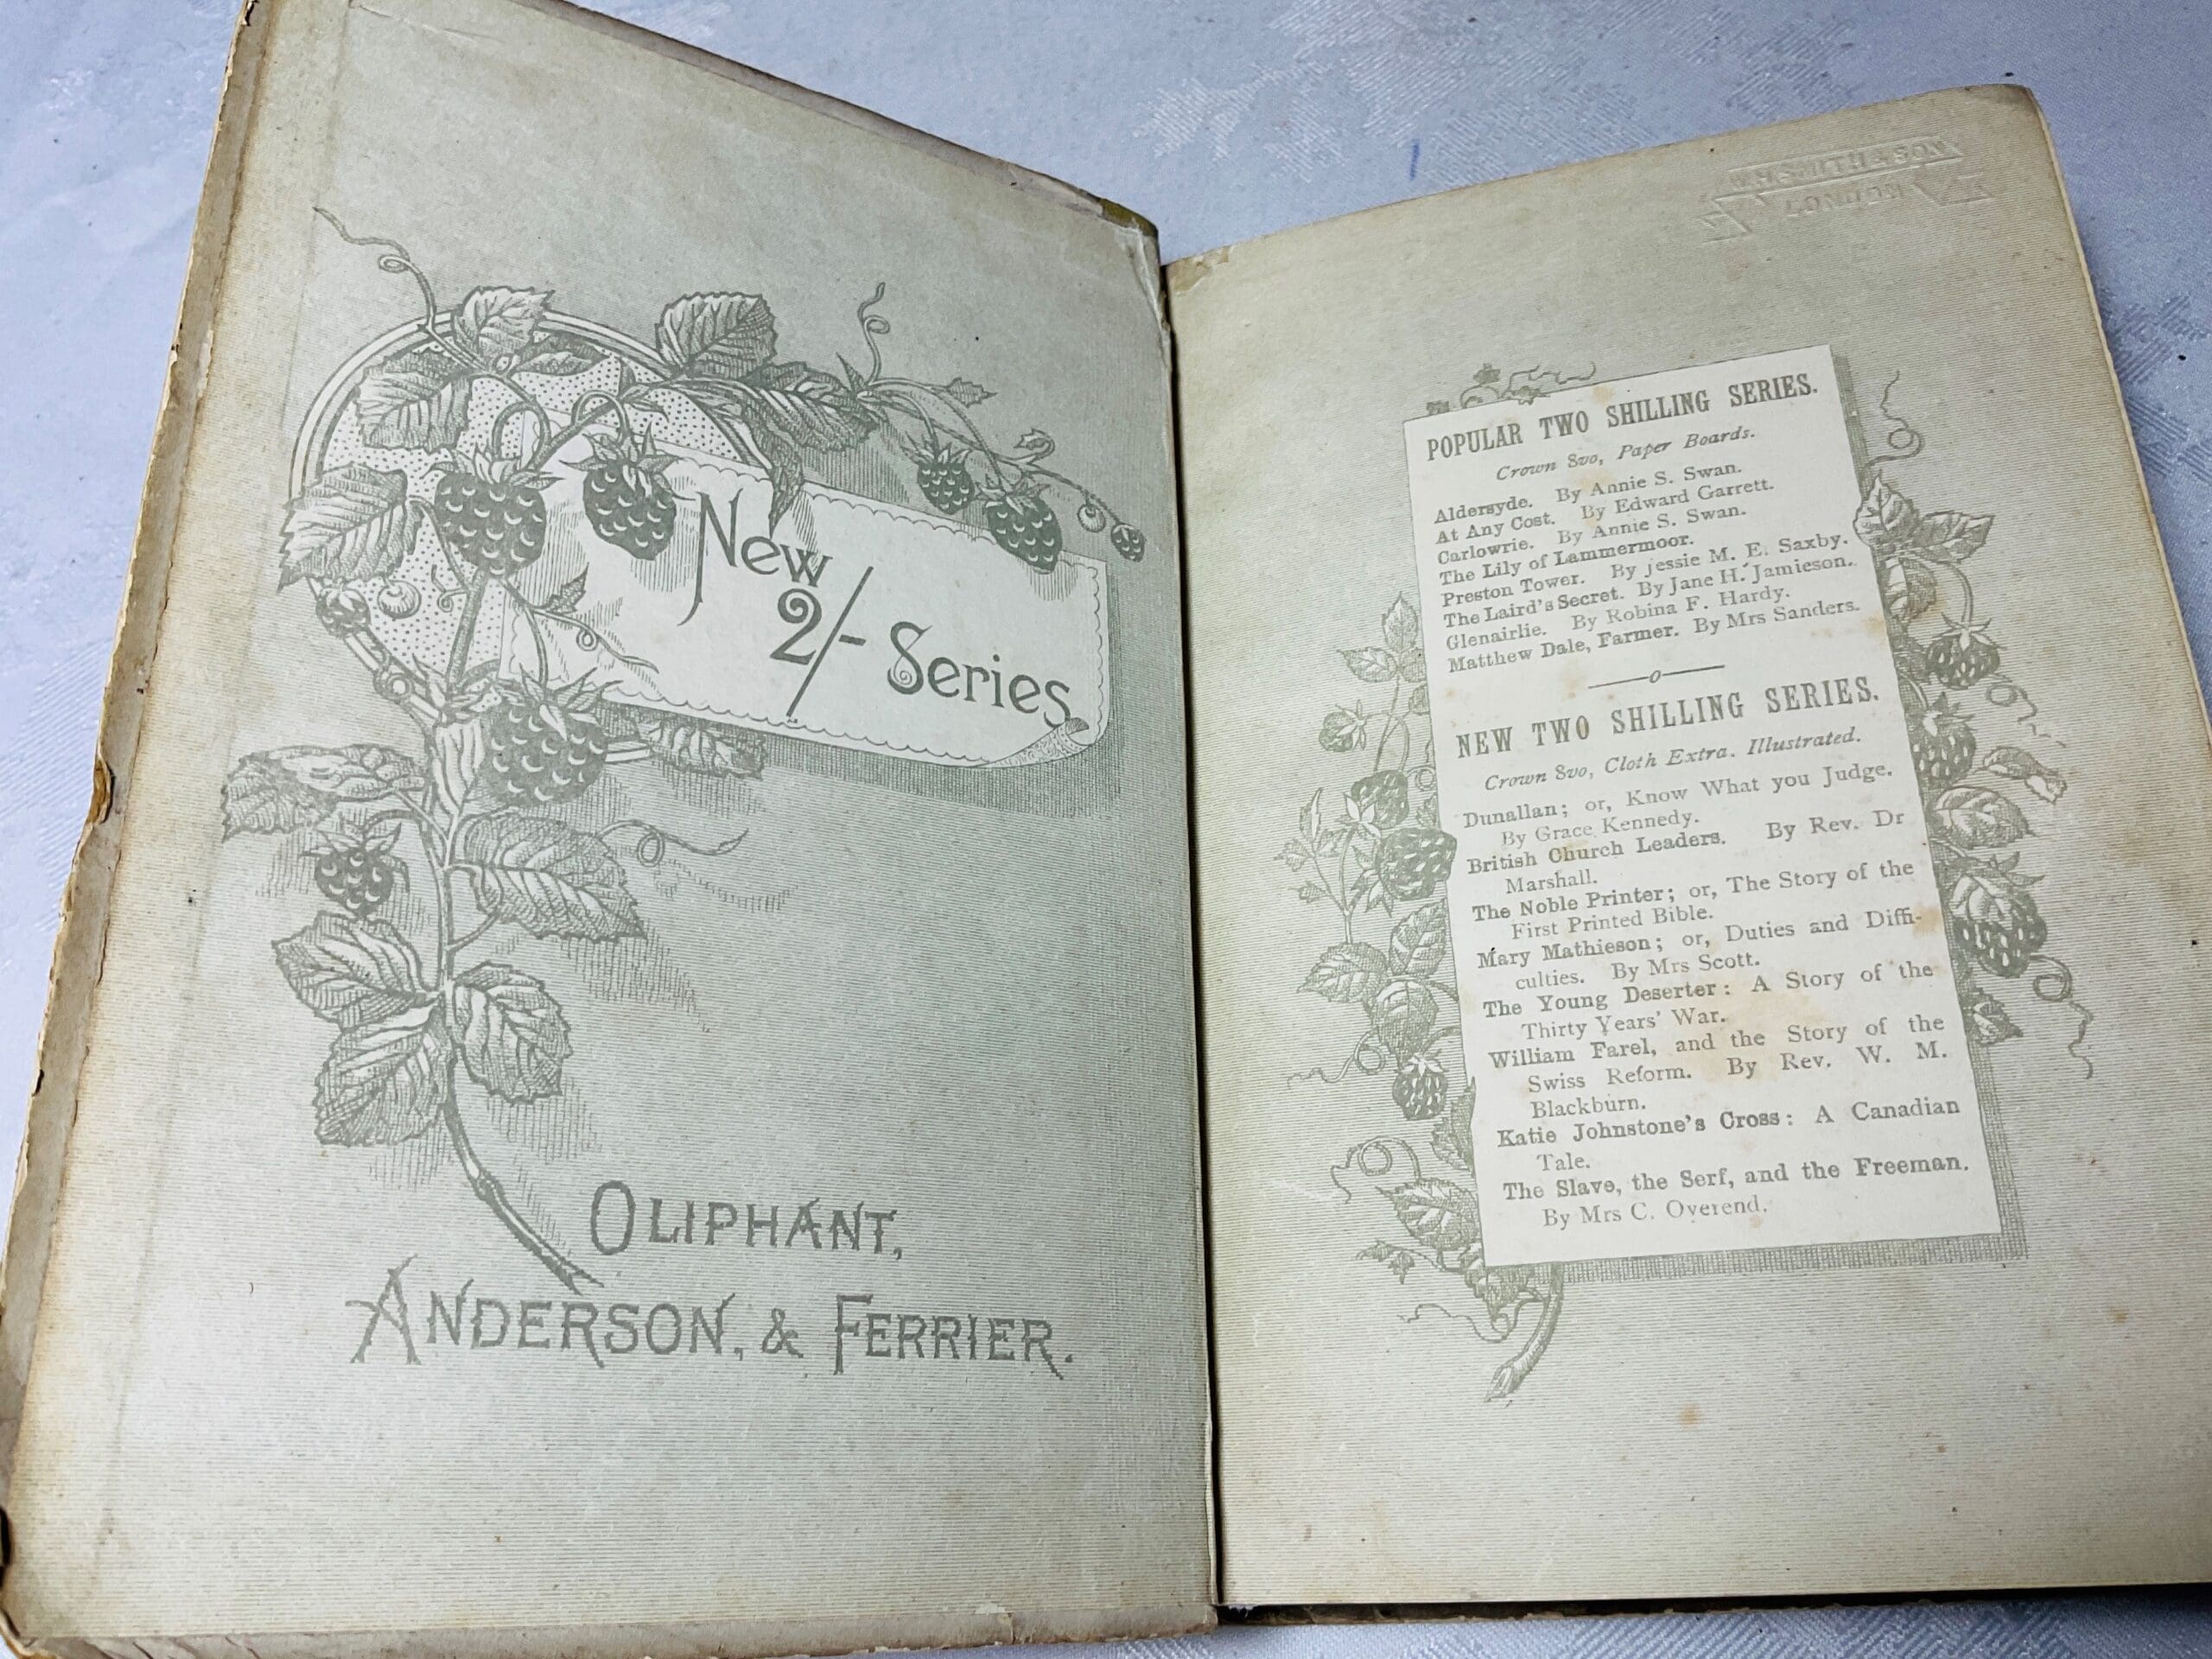 New
2/- Series
OLIPHANT,
ANDERSON, & FERRIER.
W.H. SMITH & SON
LONDON
POPULAR TWO SHILLING SERIES.
Crown 8vo, Paper Boards.
Aldersyde. By Annie S. Swan.
At Any Cost. By Edward Garrett.
Carlowrie. By Annie S. Swan.
The Lily of Lammermoor.
Preston Tower. By Jessie M. E. Saxby.
The Laird's Secret. By Jane H. Jamieson.
Glenairlie. By Robina F. Hardy.
Matthew Dale, Farmer. By Mrs Sanders.
NEW TWO SHILLING SERIES.
Crown 8vo, Cloth Extra. Illustrated.
Dunallan; or, Know What you Judge.
By Grace Kennedy.
British Church Leaders. By Rev. Dr
Marshall.
The Noble Printer; or, The Story of the
First Printed Bible.
Mary Mathieson; or, Duties and Diffi-
culties. By Mrs Scott.
The Young Deserter: A Story of the
Thirty Years' War.
William Farel, and the Story of the
Swiss Reform. By Rev. W. M.
Blackburn.
Katie Johnstone's Cross: A Canadian
Tale.
The Slave, the Serf, and the Freeman.
By Mrs C. Overend.